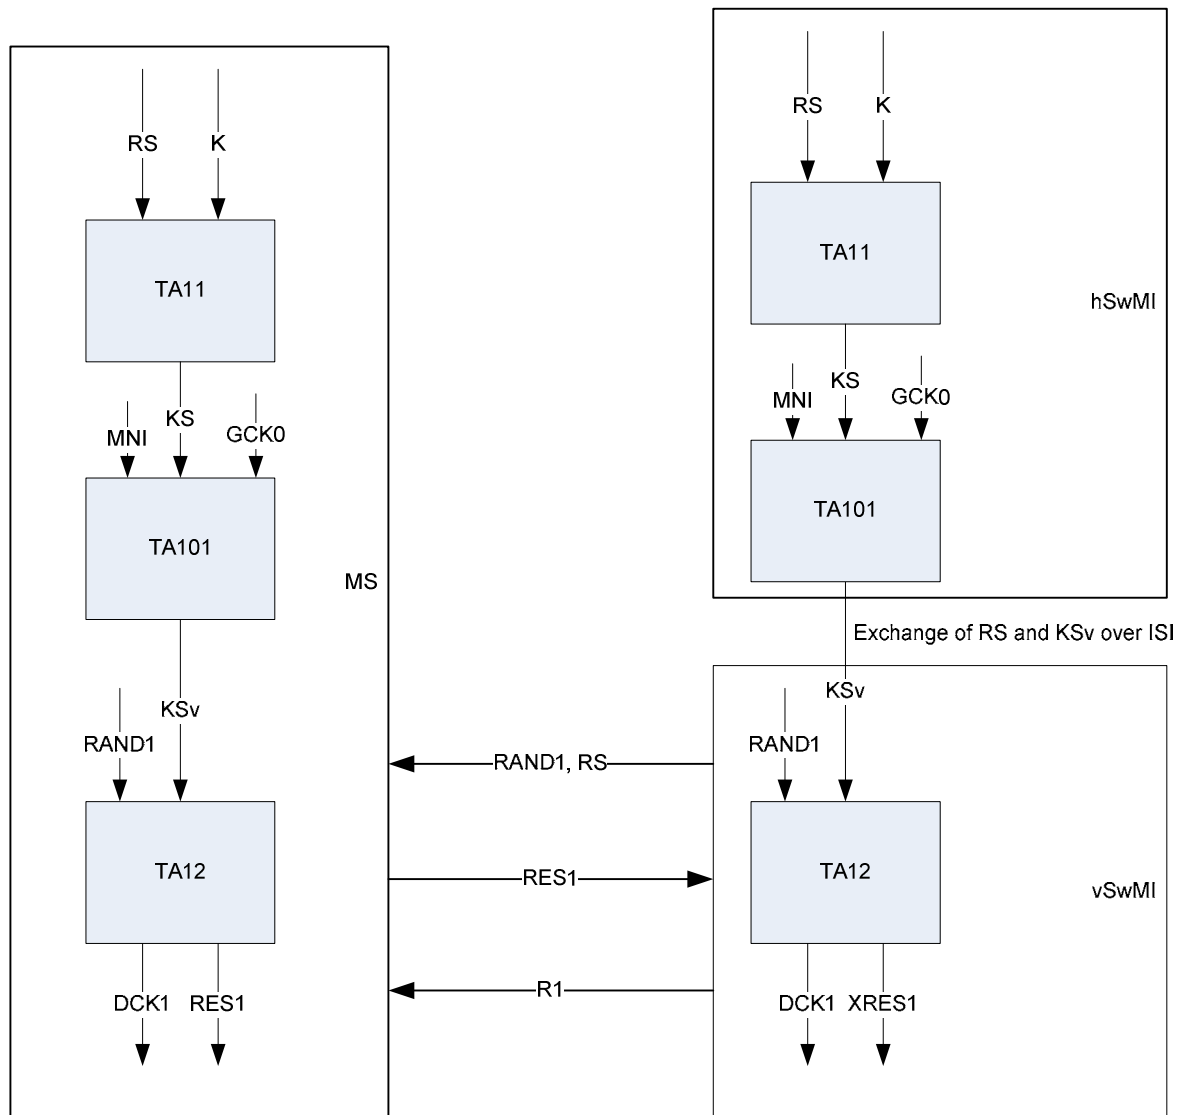 RS
K
TA11
KS
MNI
GCK0
TA101
MS
KSv
RAND1
TA12
DCK1
RES1
RS
K
TA11
hSwMI
KS
MNI
GCK0
TA101
Exchange of RS and KSv over ISI
KSv
RAND1
RAND1, RS
TA12
RES1
vSwMI
R1
DCK1
XRES1